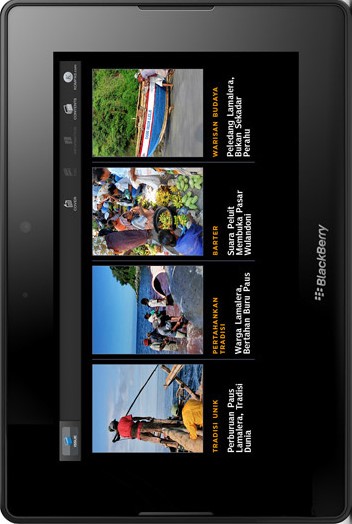 COVER
TRADISI UNIK
Perburuan Paus
Lamalera, Tradisi
Dunia
PERTAHANKAN
TRADISI
Warga Lamalera,
Bertahan Buru Paus
BARTER
Suara Peluit
Membuka Pasar
Wulandoni
WARISAN BUDAYA
Peledang Lamalera,
Bukan Sekadar
Perahu
BlackBerry